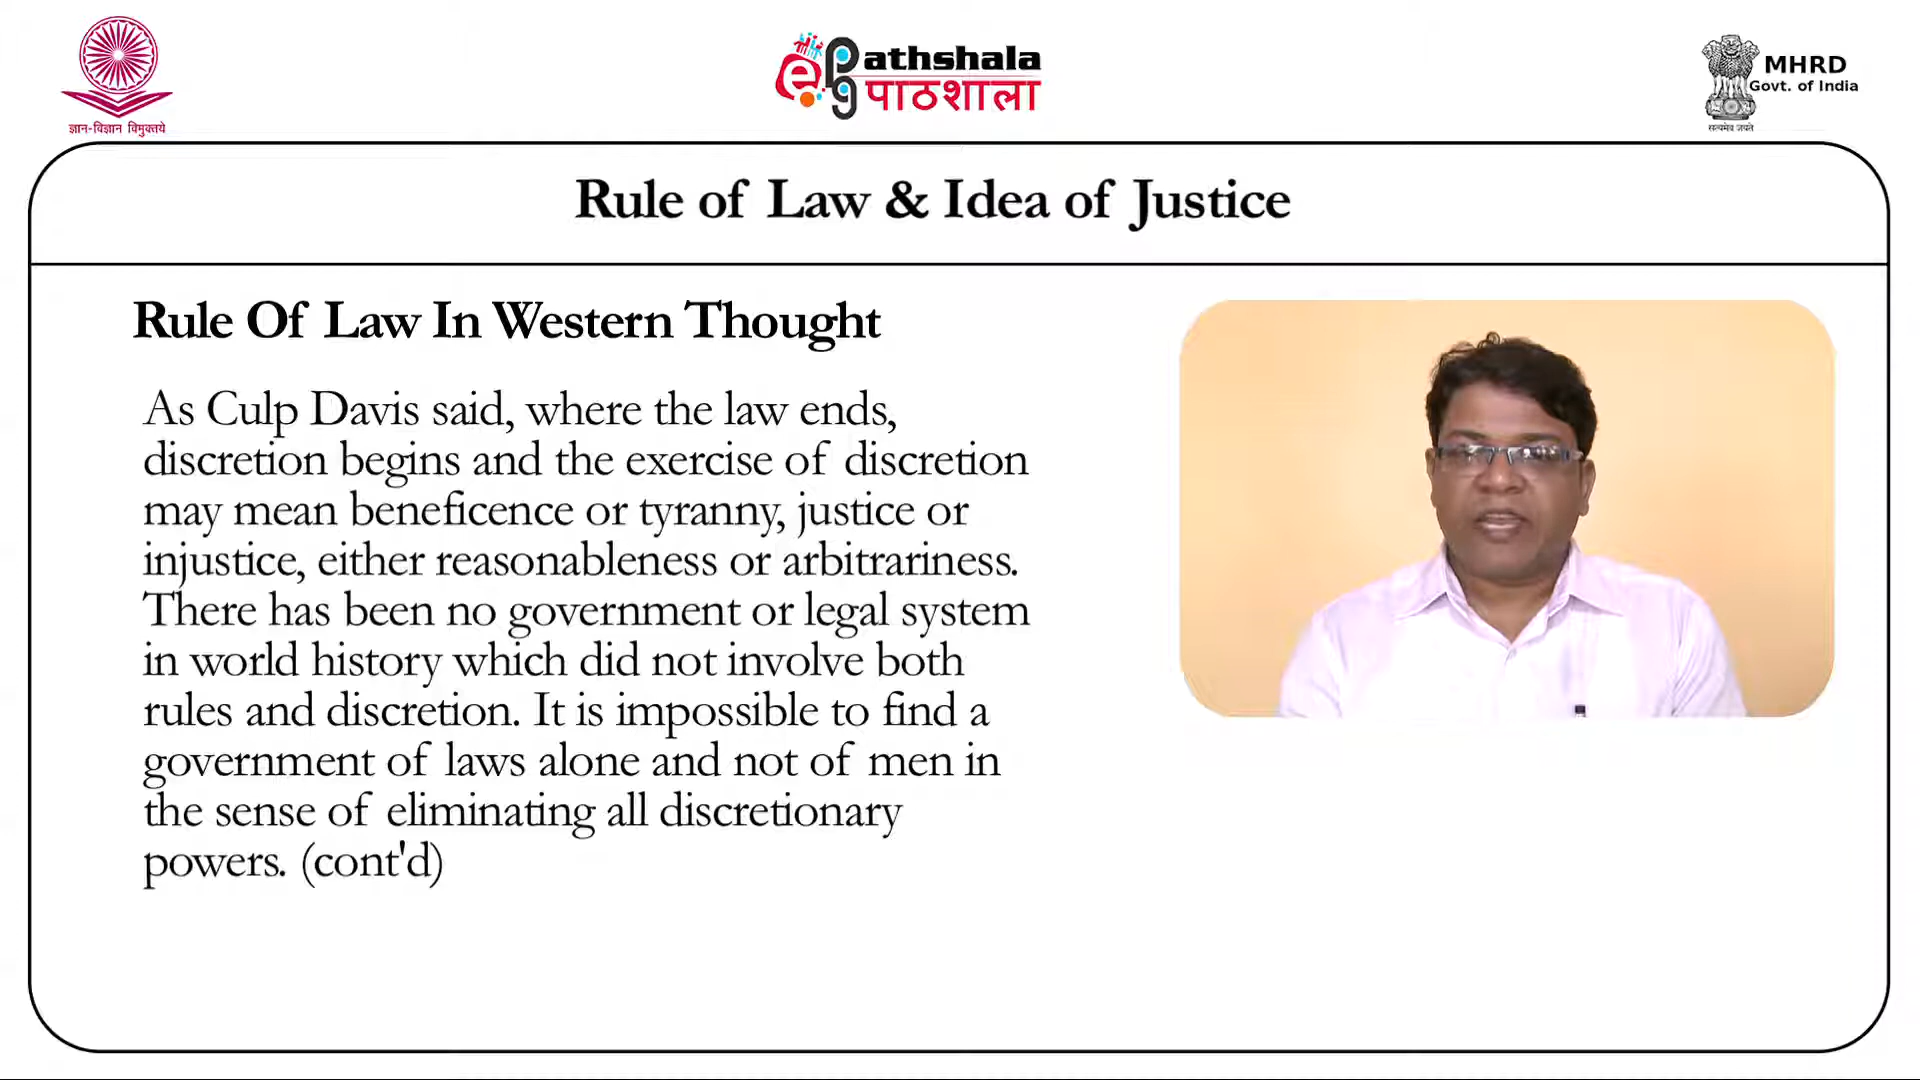 ज्ञान-विज्ञान विमुक्तये
ePathshala
पाठशाला
MHRD
Govt. of India
सत्यमेव जयते
Rule of Law & Idea of Justice
Rule Of Law In Western Thought
As Culp Davis said, where the law ends,
discretion begins and the exercise of discretion
may mean beneficence or tyranny, justice or
injustice, either reasonableness or arbitrariness.
There has been no government or legal system
in world history which did not involve both
rules and discretion. It is impossible to find a
government of laws alone and not of men in
the sense of eliminating all discretionary
powers. (cont'd)